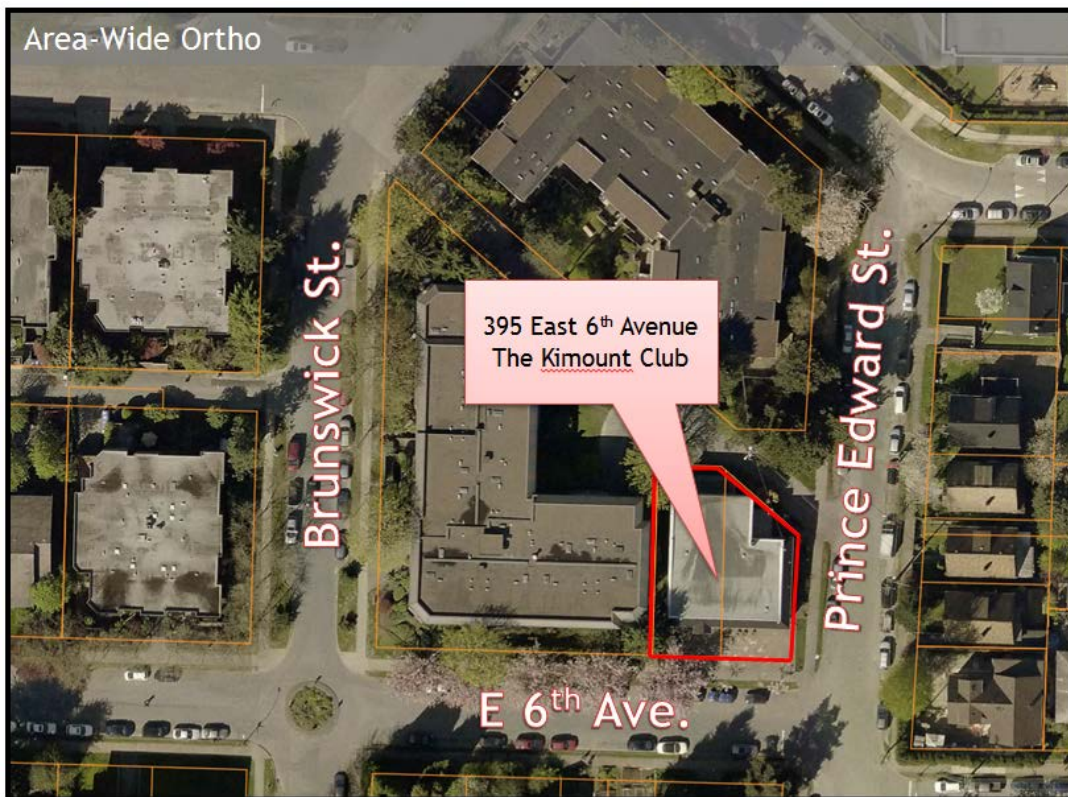 Area-Wide Ortho
395 East 6th Avenue
The Kimount Club
Brunswick St.
Prince Edward St.
E 6th Ave.